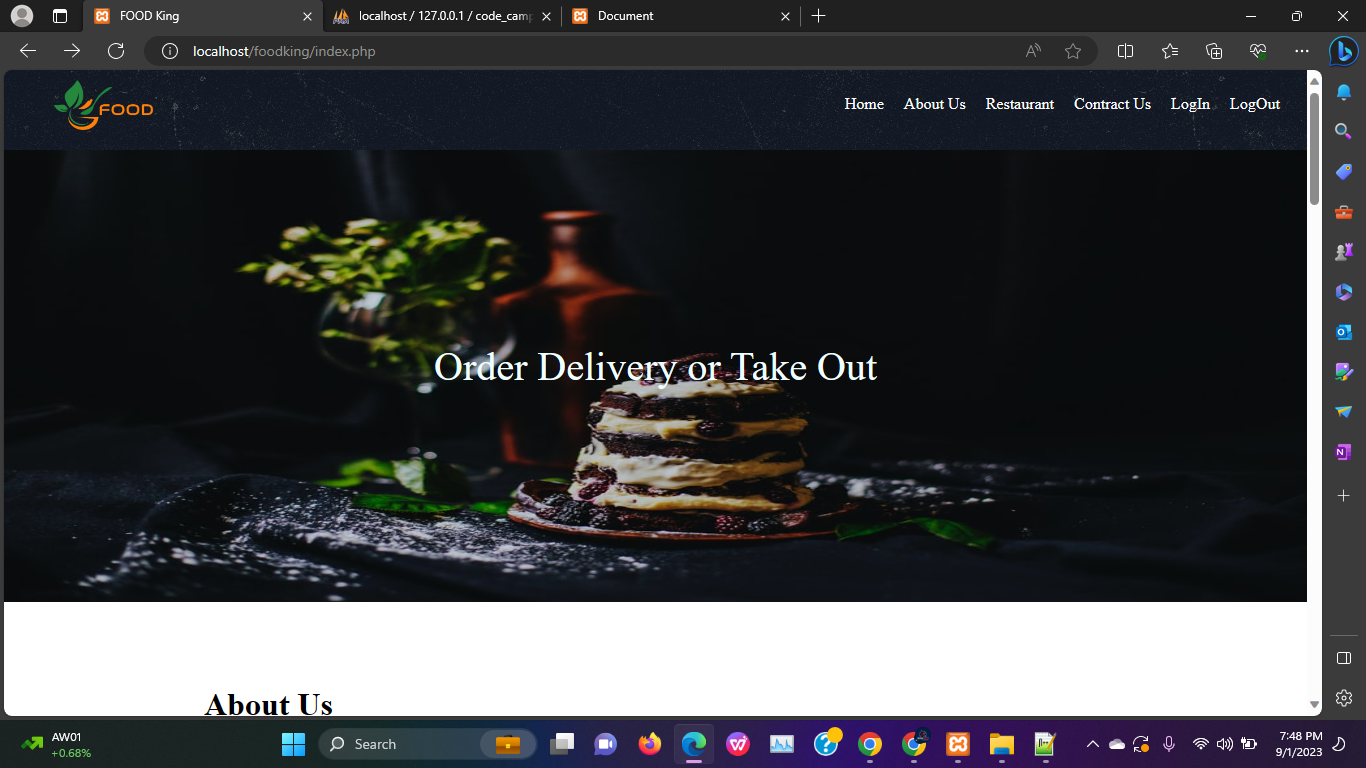 FOOD King
localhost / 127.0.0.1 / code_camp
Document
localhost/foodking/index.php
FOOD
Home About Us Restaurant Contract Us LogIn LogOut
Order Delivery or Take Out
About Us
AW01
+0.68%
Search
7:48 PM
9/1/2023